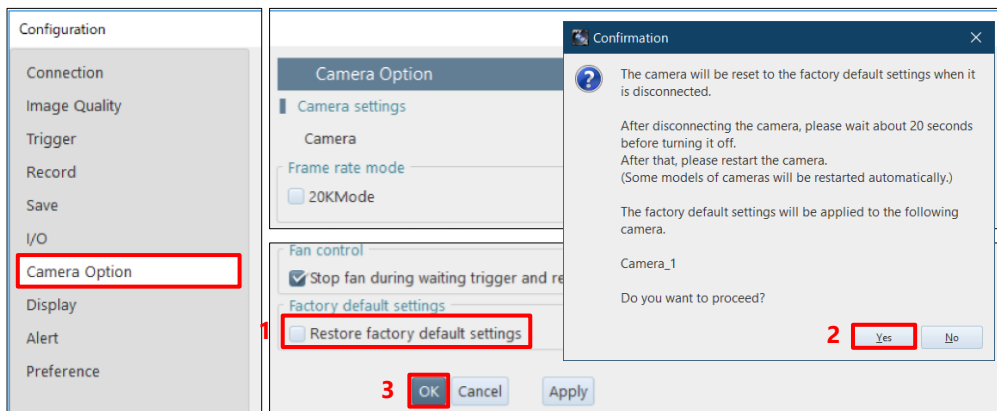 Configuration
Connection
Image Quality
Trigger
Record
Save
I/O
Camera Option
Display
Alert
Preference
Camera Option
Camera settings
Camera
Frame rate mode
20KMode
Fan control
Stop fan during waiting trigger and re
Factory default settings
1
Restore factory default settings
3
OK
Cancel
Apply
Confirmation
The camera will be reset to the factory default settings when it
is disconnected.
After disconnecting the camera, please wait about 20 seconds
before turning it off.
After that, please restart the camera.
(Some models of cameras will be restarted automatically.)
The factory default settings will be applied to the following
camera.
Camera_1
Do you want to proceed?
2
Yes
No